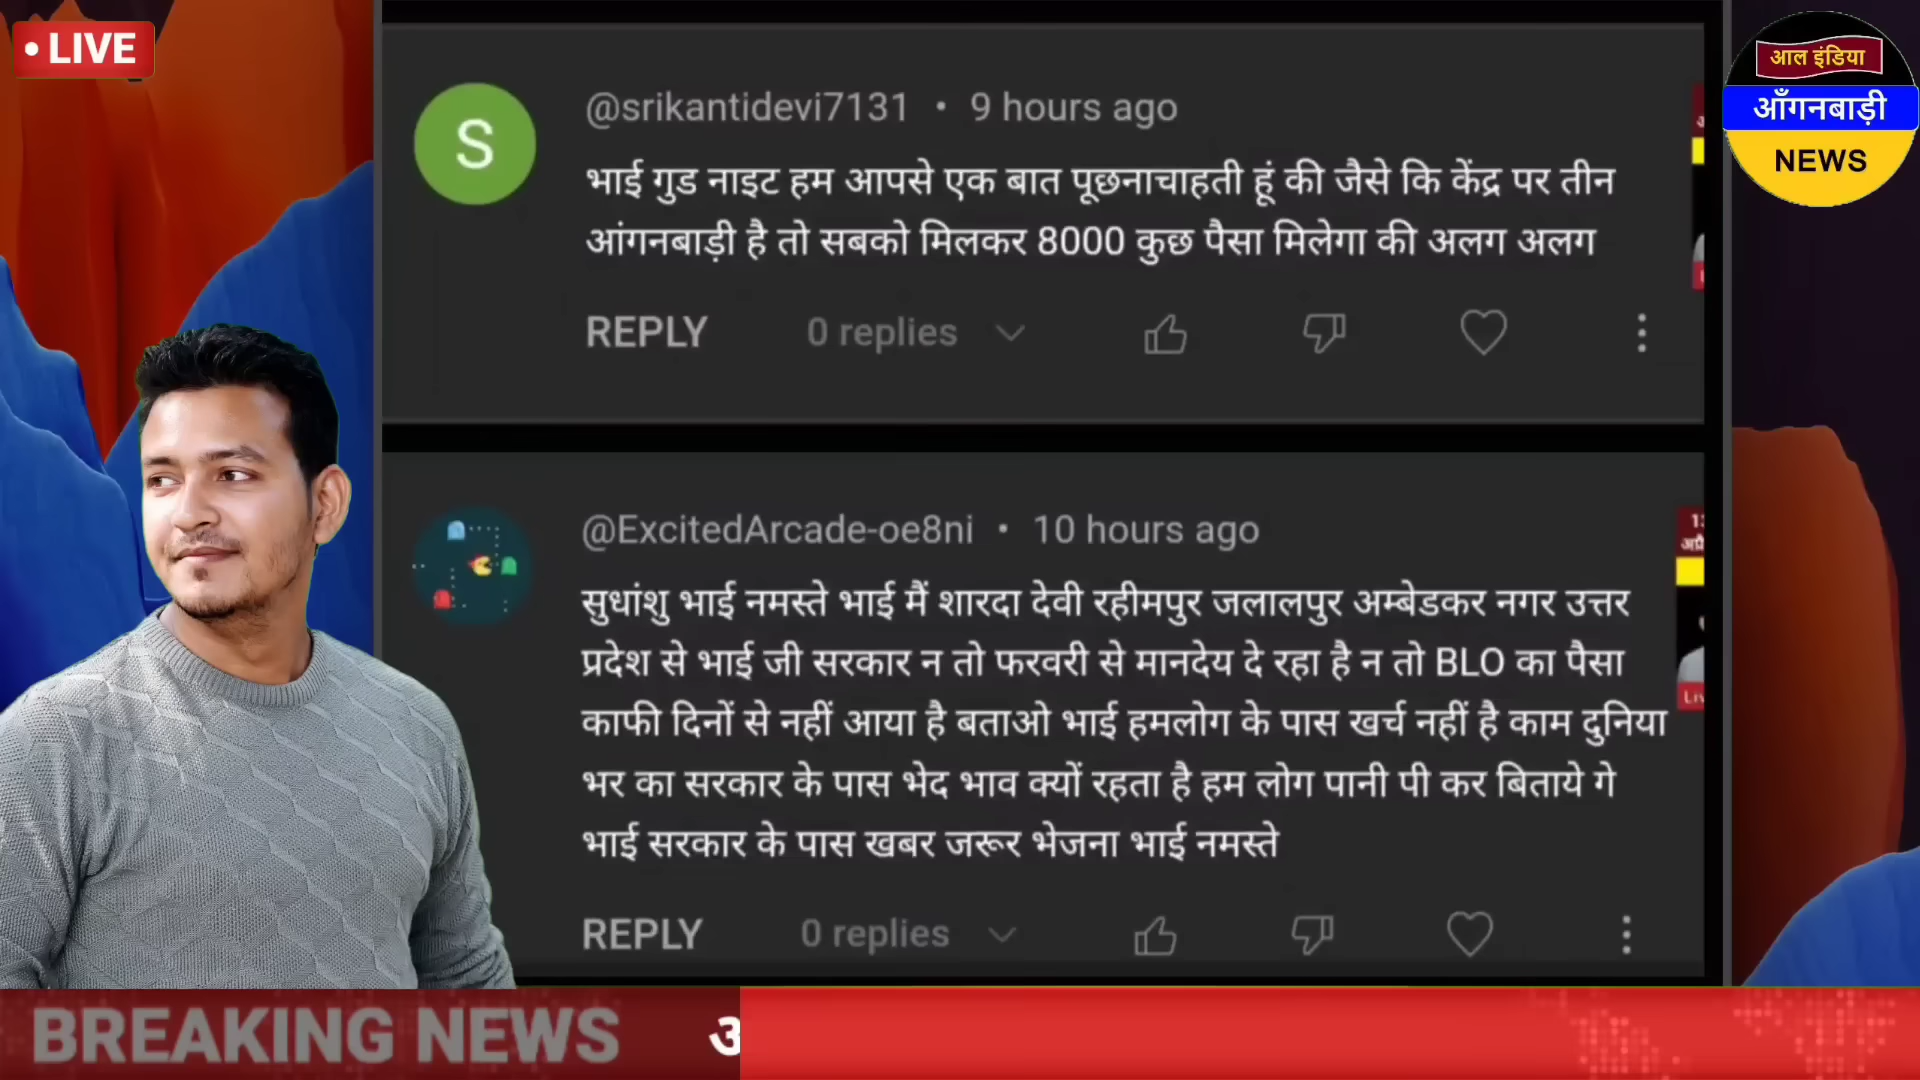 • LIVE
आल इंडिया
आँगनबाड़ी
NEWS
S
@srikantidevi7131 • 9 hours ago
भाई गुड नाइट हम आपसे एक बात पूछनाचाहती हूं की जैसे कि केंद्र पर तीन
आंगनबाड़ी है तो सबको मिलकर 8000 कुछ पैसा मिलेगा की अलग अलग
REPLY 0 replies
@ExcitedArcade-oe8ni • 10 hours ago
सुधांशु भाई नमस्ते भाई मैं शारदा देवी रहीमपुर जलालपुर अम्बेडकर नगर उत्तर
प्रदेश से भाई जी सरकार न तो फरवरी से मानदेय दे रहा है न तो BLO का पैसा
काफी दिनों से नहीं आया है बताओ भाई हमलोग के पास खर्च नहीं है काम दुनिया
भर का सरकार के पास भेद भाव क्यों रहता है हम लोग पानी पी कर बिताये गे
भाई सरकार के पास खबर जरूर भेजना भाई नमस्ते
REPLY 0 replies
BREAKING NEWS